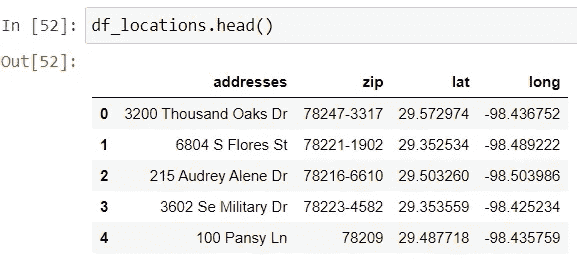 In [52]: df_locations.head()
Out[52]:
addresses zip lat long
0 3200 Thousand Oaks Dr 78247-3317 29.572974 -98.436752
1 6804 S Flores St 78221-1902 29.352534 -98.489222
2 215 Audrey Alene Dr 78216-6610 29.503260 -98.503986
3 3602 Se Military Dr 78223-4582 29.353559 -98.425234
4 100 Pansy Ln 78209 29.487718 -98.435759